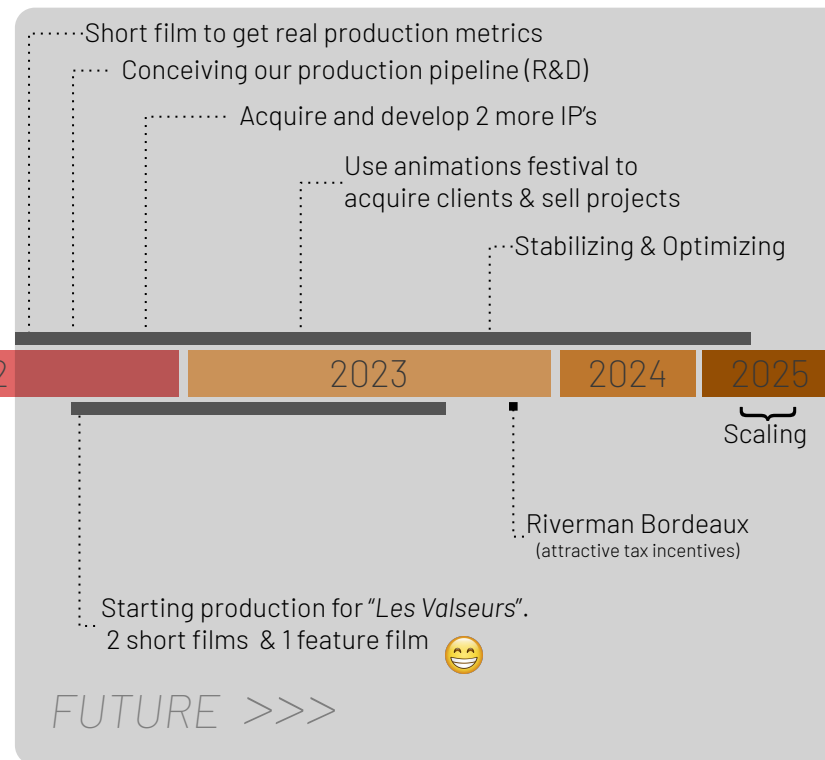 Short film to get real production metrics
Conceiving our production pipeline (R&D)
Acquire and develop 2 more IP's
Use animations festival to
acquire clients & sell projects
Stabilizing & Optimizing
2
2023
2024
2025
Scaling
Riverman Bordeaux
(attractive tax incentives)
Starting production for “Les Valseurs”.
2 short films & 1 feature film
FUTURE >>>